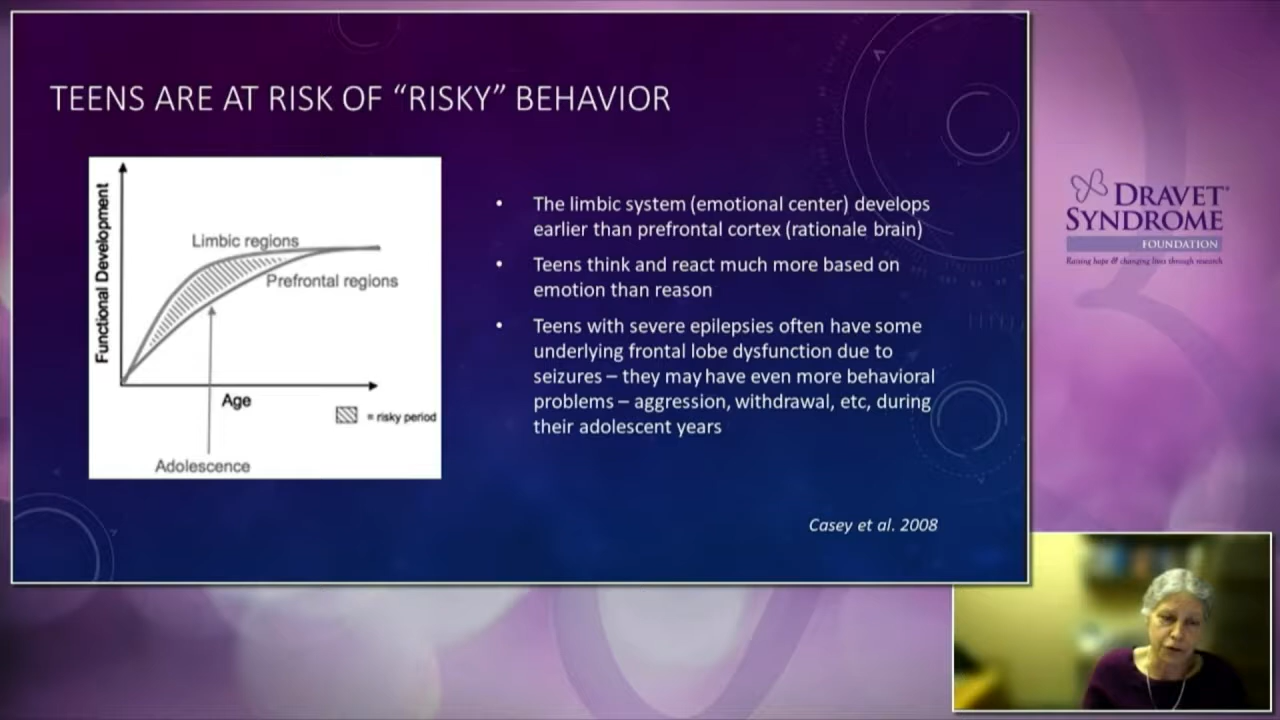 TEENS ARE AT RISK OF “RISKY” BEHAVIOR
Functional Development
Limbic regions
Prefrontal regions
Age
= risky period
Adolescence
• The limbic system (emotional center) develops
earlier than prefrontal cortex (rationale brain)
• Teens think and react much more based on
emotion than reason
• Teens with severe epilepsies often have some
underlying frontal lobe dysfunction due to
seizures – they may have even more behavioral
problems – aggression, withdrawal, etc, during
their adolescent years
Casey et al. 2008
DRAVET
SYNDROME
FOUNDATION
Raising hope & changing lives through research